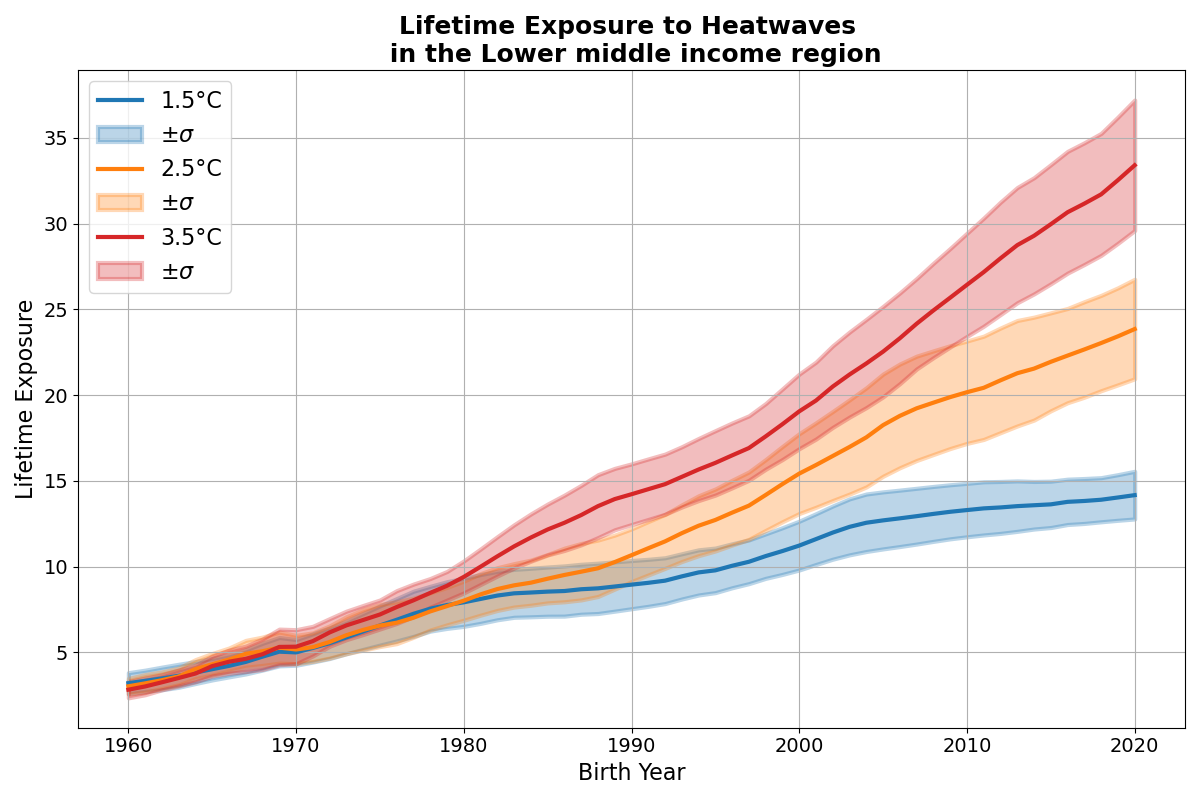 Lifetime Exposure to Heatwaves
in the Lower middle income region
1.5°C
±σ
2.5°C
±σ
3.5°C
±σ
Lifetime Exposure
35
30
25
20
15
10
5
1960 1970 1980 1990 2000 2010 2020
Birth Year